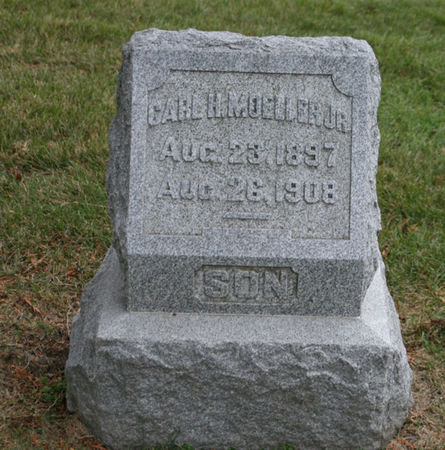 CARL H. MOELLER JR.
AUG. 23, 1897
AUG. 26, 1908
SON